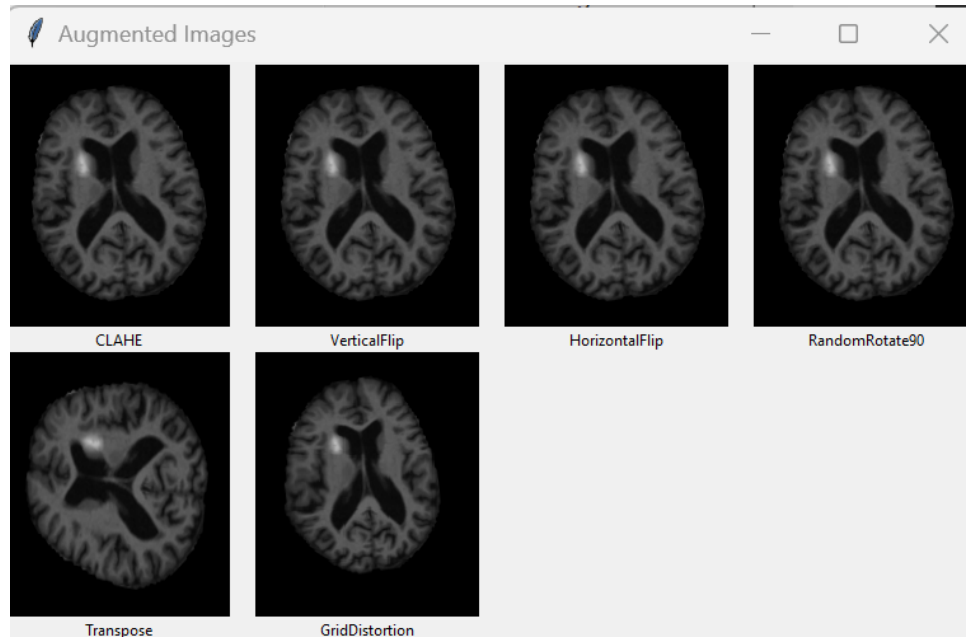 Augmented Images
CLAHE
VerticalFlip
HorizontalFlip
RandomRotate90
Transpose
GridDistortion